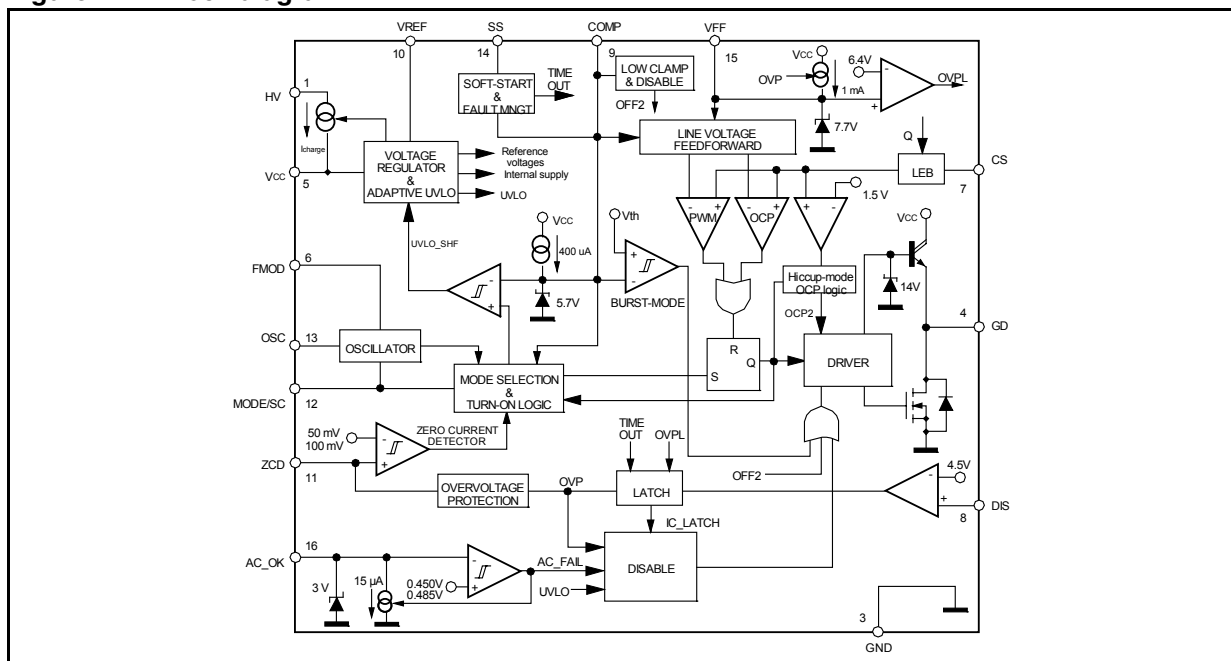 VREF
SS
COMP
VFF
10
14
9
15
Vcc
6.4V
-
OVPL
LOW CLAMP
& DISABLE
OVP
1 mA
+
TIME
OUT
SOFT-START
&
FAULT MNGT
1
HV
OFF2
7.7V
LINE VOLTAGE
FEEDFORWARD
Q
Icharge
VOLTAGE
REGULATOR
&
ADAPTIVE UVLO
Reference
voltages
Internal supply
UVLO
CS
LEB
7
Vcc
5
1.5 V
- +
PWM
- +
OCP
+ -
Vcc
Vth
Vcc
UVLO_SHF
400 uA
FMOD
6
-
+
+
-
Hiccup-mode
OCP logic
14V
5.7V
BURST-MODE
4
GD
OCP2
OSC
13
OSCILLATOR
R
Q
S
DRIVER
MODE SELECTION
&
TURN-ON LOGIC
MODE/SC
12
50 mV
100 mV
-
+
ZERO CURRENT
DETECTOR
TIME
OUT
OVPL
ZCD
11
OFF2
4.5V
-
+
OVERVOLTAGE
PROTECTION
OVP
LATCH
8
DIS
IC_LATCH
AC_OK
16
-
+
AC_FAIL
DISABLE
3 V
15 µA
0.450V
0.485V
UVLO
3
GND